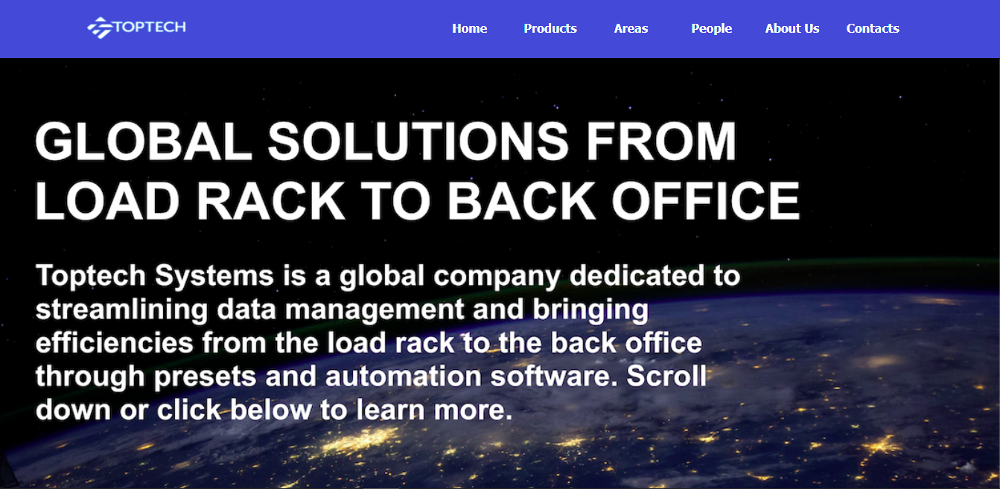 TOPTECH
Home Products Areas People About Us Contacts
GLOBAL SOLUTIONS FROM
LOAD RACK TO BACK OFFICE
Toptech Systems is a global company dedicated to
streamlining data management and bringing
efficiencies from the load rack to the back office
through presets and automation software. Scroll
down or click below to learn more.